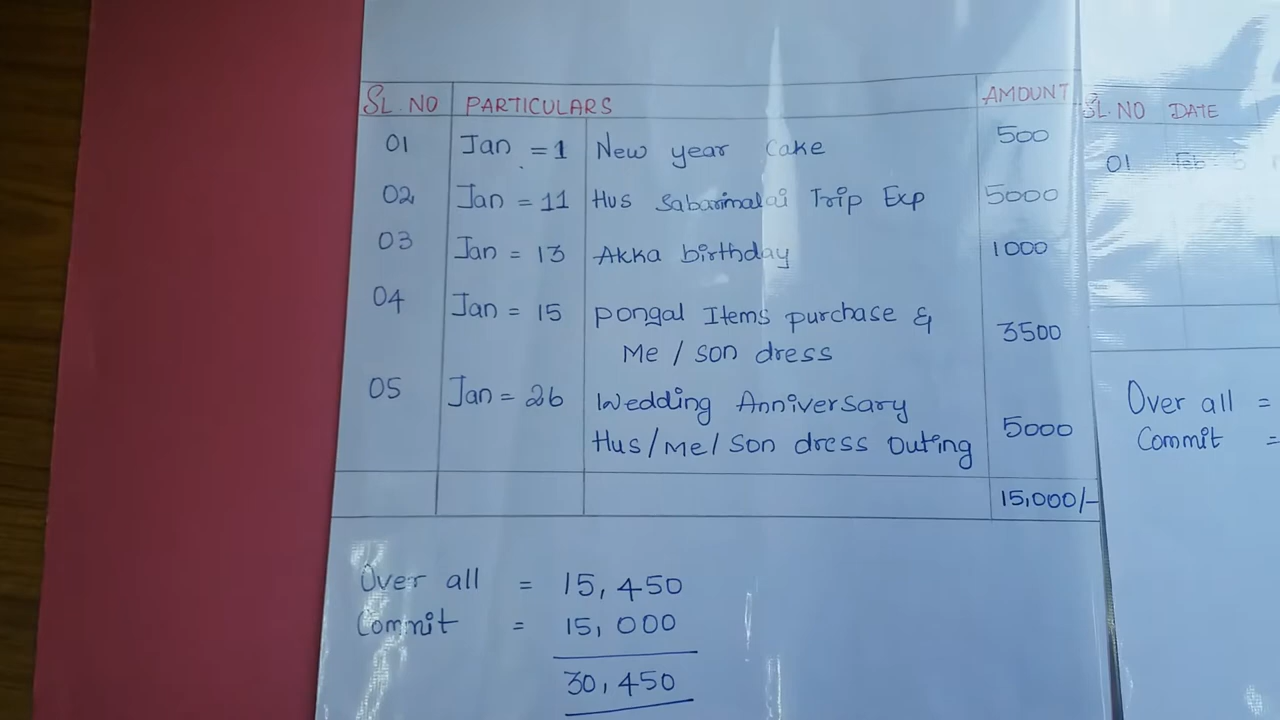 SL. NO PARTICULARS AMOUNT
01 Jan = 1 New year Cake 500
02 Jan = 11 Hus Sabarimalai Trip Exp 5000
03 Jan = 13 Akka birthday 1000
04 Jan = 15 pongal Items purchase &
Me / son dress 3500
05 Jan = 26 Wedding Anniversary
Hus/Me/Son dress Outing 5000
15,000/-
Over all = 15,450
Commit = 15,000
30,450
SL. NO DATE
01 Feb
Over all =
Commit =